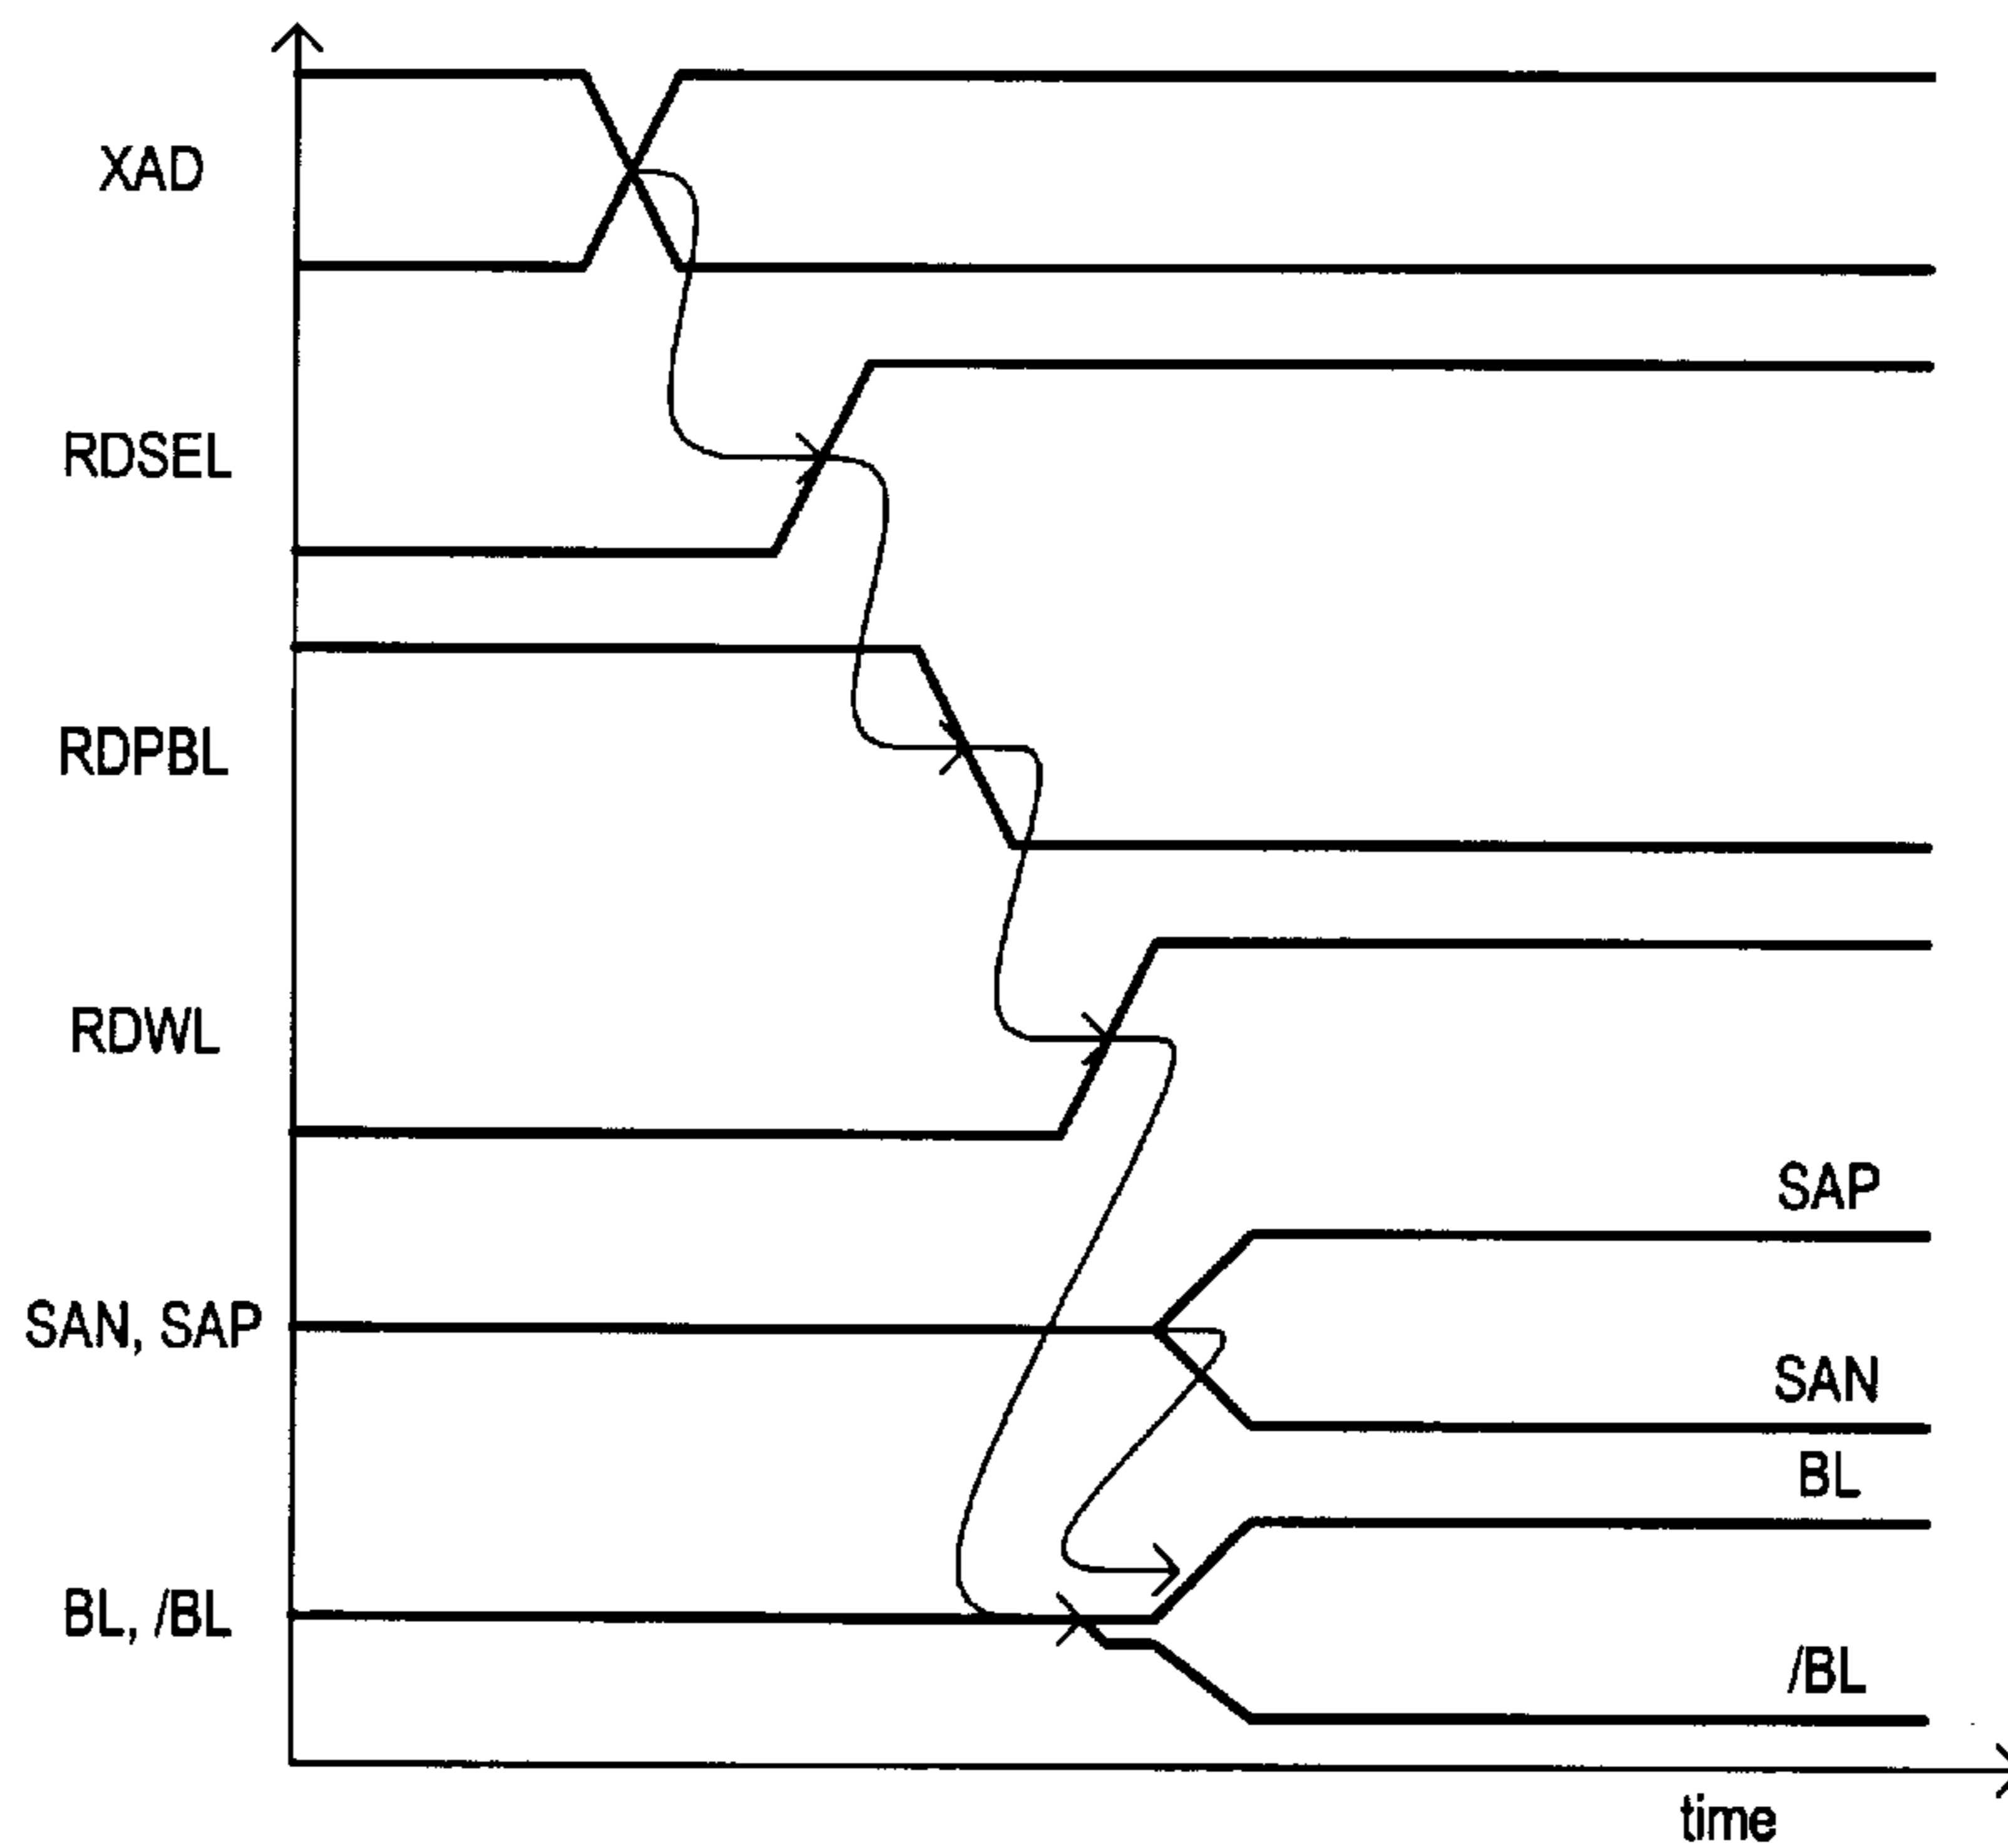 XAD
RDSEL
RDPBL
RDWL
SAP
SAN, SAP
SAN
BL
BL, /BL
/BL
time